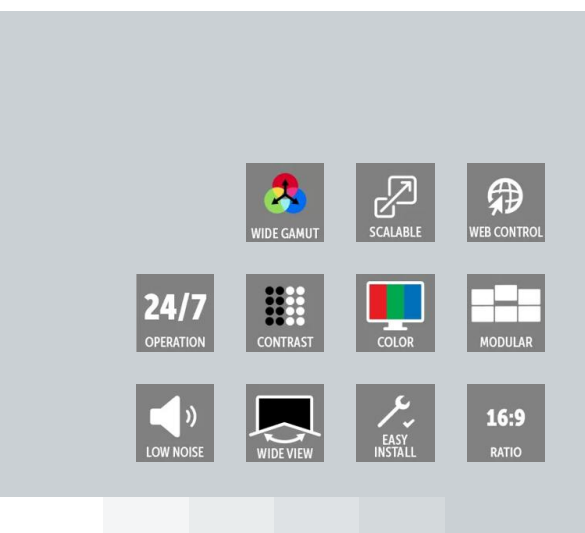 WIDE GAMUT
SCALABLE
WEB CONTROL
24/7
OPERATION
CONTRAST
COLOR
MODULAR
LOW NOISE
WIDE VIEW
EASY
INSTALL
16:9
RATIO